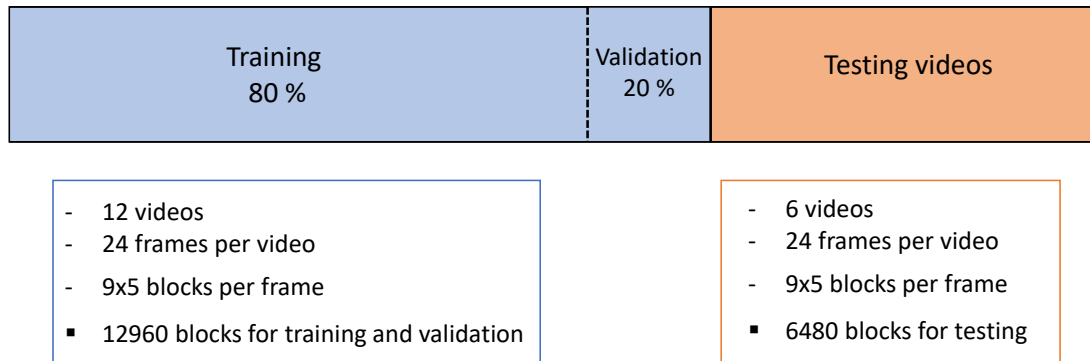 Training
80 %
Validation
20 %
Testing videos
- 12 videos
- 24 frames per video
- 9x5 blocks per frame
▪ 12960 blocks for training and validation
- 6 videos
- 24 frames per video
- 9x5 blocks per frame
▪ 6480 blocks for testing